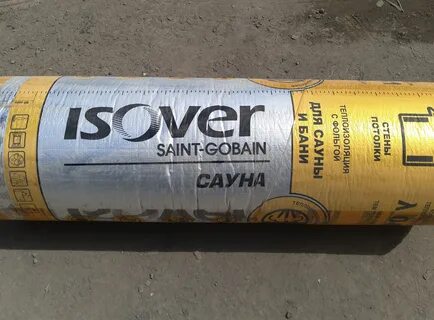 ISOVER
SAINT-GOBAIN
САУНА
ДЛЯ САУНЫ
И БАНИ
ТЕПЛОИЗОЛЯЦИЯ
С ФОЛЬГОЙ
СТЕНЫ
ПОТОЛКИ